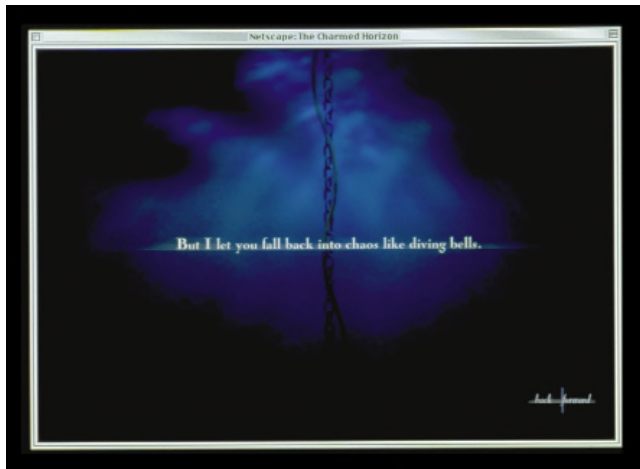 Netscape: The Charmed Horizon
But I let you fall back into chaos like diving bells.
back forward